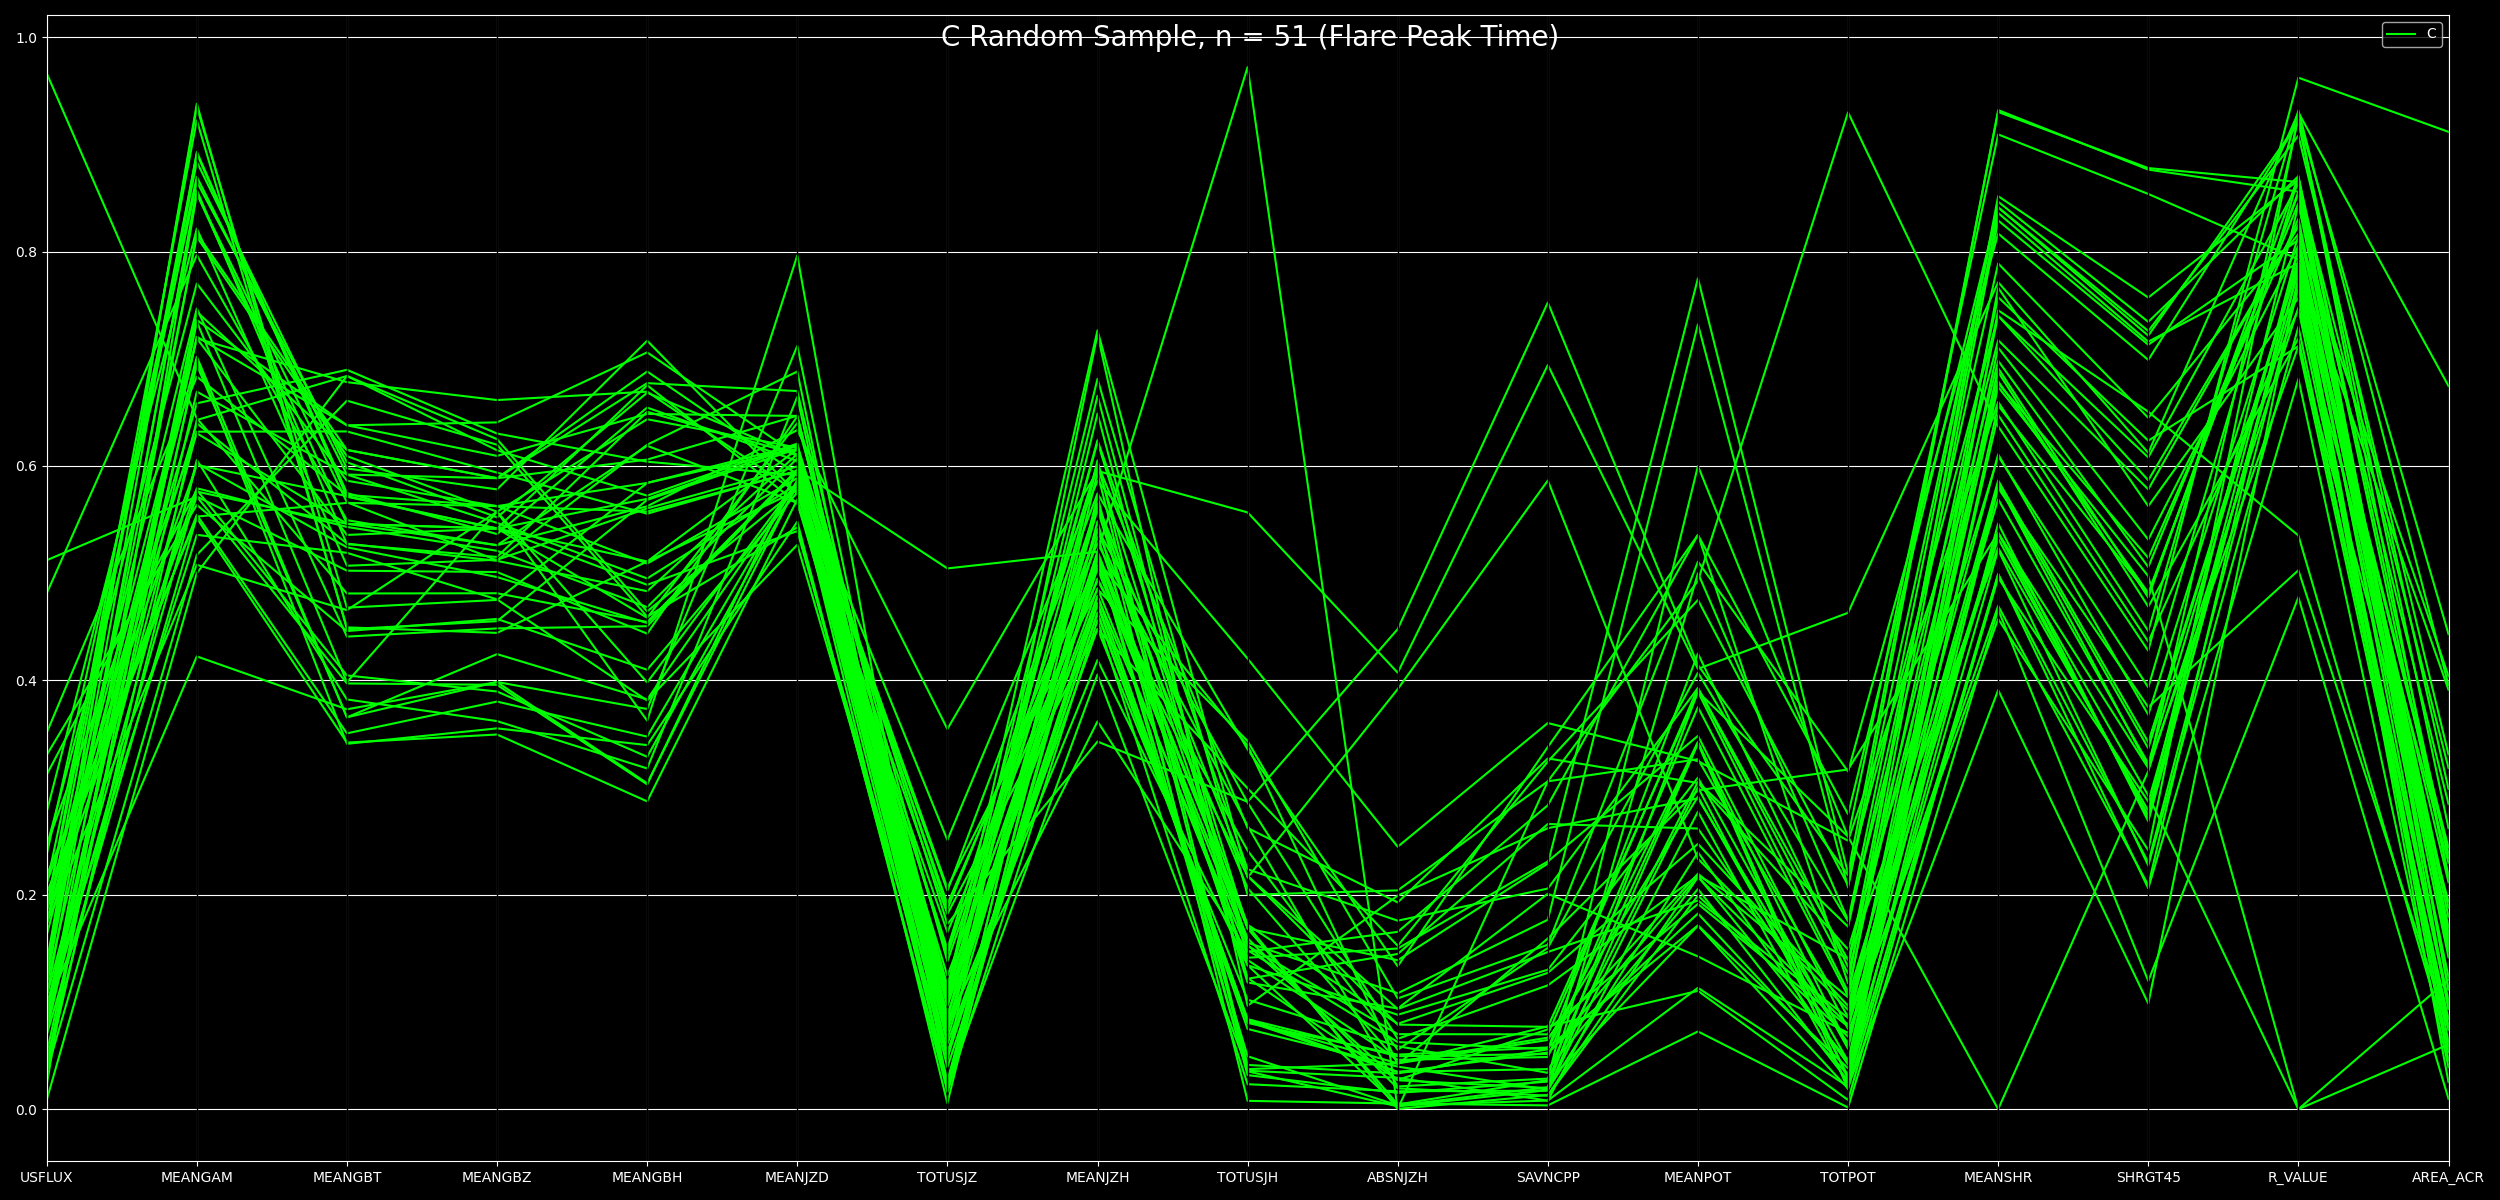 C Random Sample, n = 51 (Flare Peak Time)
C
1.0
0.8
0.6
0.4
0.2
0.0
USFLUX MEANGAM MEANGBT MEANGBZ MEANGBH MEANJZD TOTUSJZ MEANJZH TOTUSJH ABSNJZH SAVNCPP MEANPOT TOTPOT MEANSHR SHRGT45 R_VALUE AREA_ACR